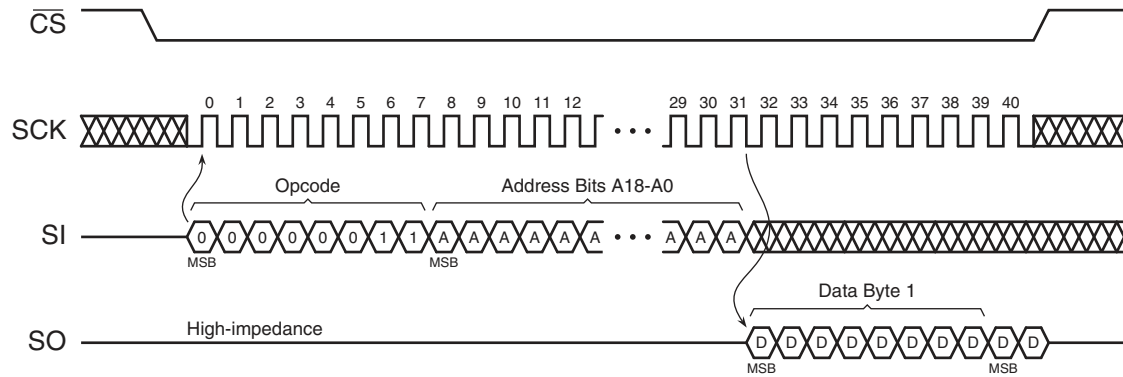 CS
0 1 2 3 4 5 6 7 8 9 10 11 12 29 30 31 32 33 34 35 36 37 38 39 40
SCK
Opcode Address Bits A18-A0
SI 0 0 0 0 0 0 1 1 A A A A A A A A A
MSB MSB
Data Byte 1
High-impedance
SO D D D D D D D D D D
MSB MSB